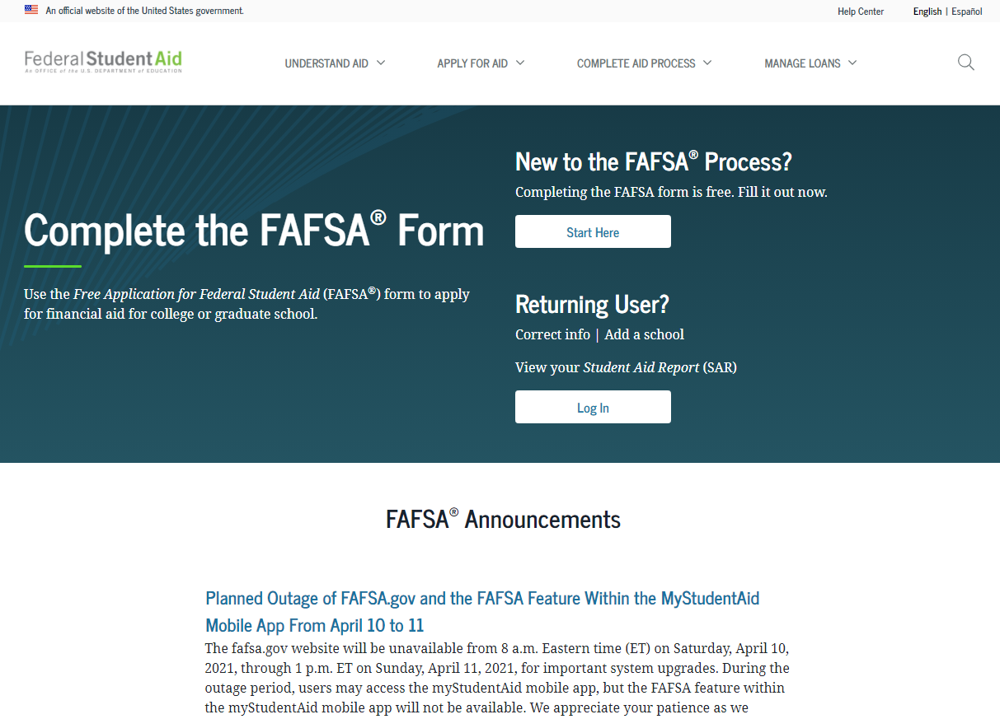 An official website of the United States government.
Help Center
English | Español
Federal Student Aid
An OFFICE of the U.S. DEPARTMENT of EDUCATION
UNDERSTAND AID
APPLY FOR AID
COMPLETE AID PROCESS
MANAGE LOANS
Complete the FAFSA® Form
Use the Free Application for Federal Student Aid (FAFSA®) form to apply
for financial aid for college or graduate school.
New to the FAFSA® Process?
Completing the FAFSA form is free. Fill it out now.
Start Here
Returning User?
Correct info | Add a school
View your Student Aid Report (SAR)
Log In
FAFSA® Announcements
Planned Outage of FAFSA.gov and the FAFSA Feature Within the MyStudentAid
Mobile App From April 10 to 11
The fafsa.gov website will be unavailable from 8 a.m. Eastern time (ET) on Saturday, April 10,
2021, through 1 p.m. ET on Sunday, April 11, 2021, for important system upgrades. During the
outage period, users may access the myStudentAid mobile app, but the FAFSA feature within
the myStudentAid mobile app will not be available. We appreciate your patience as we